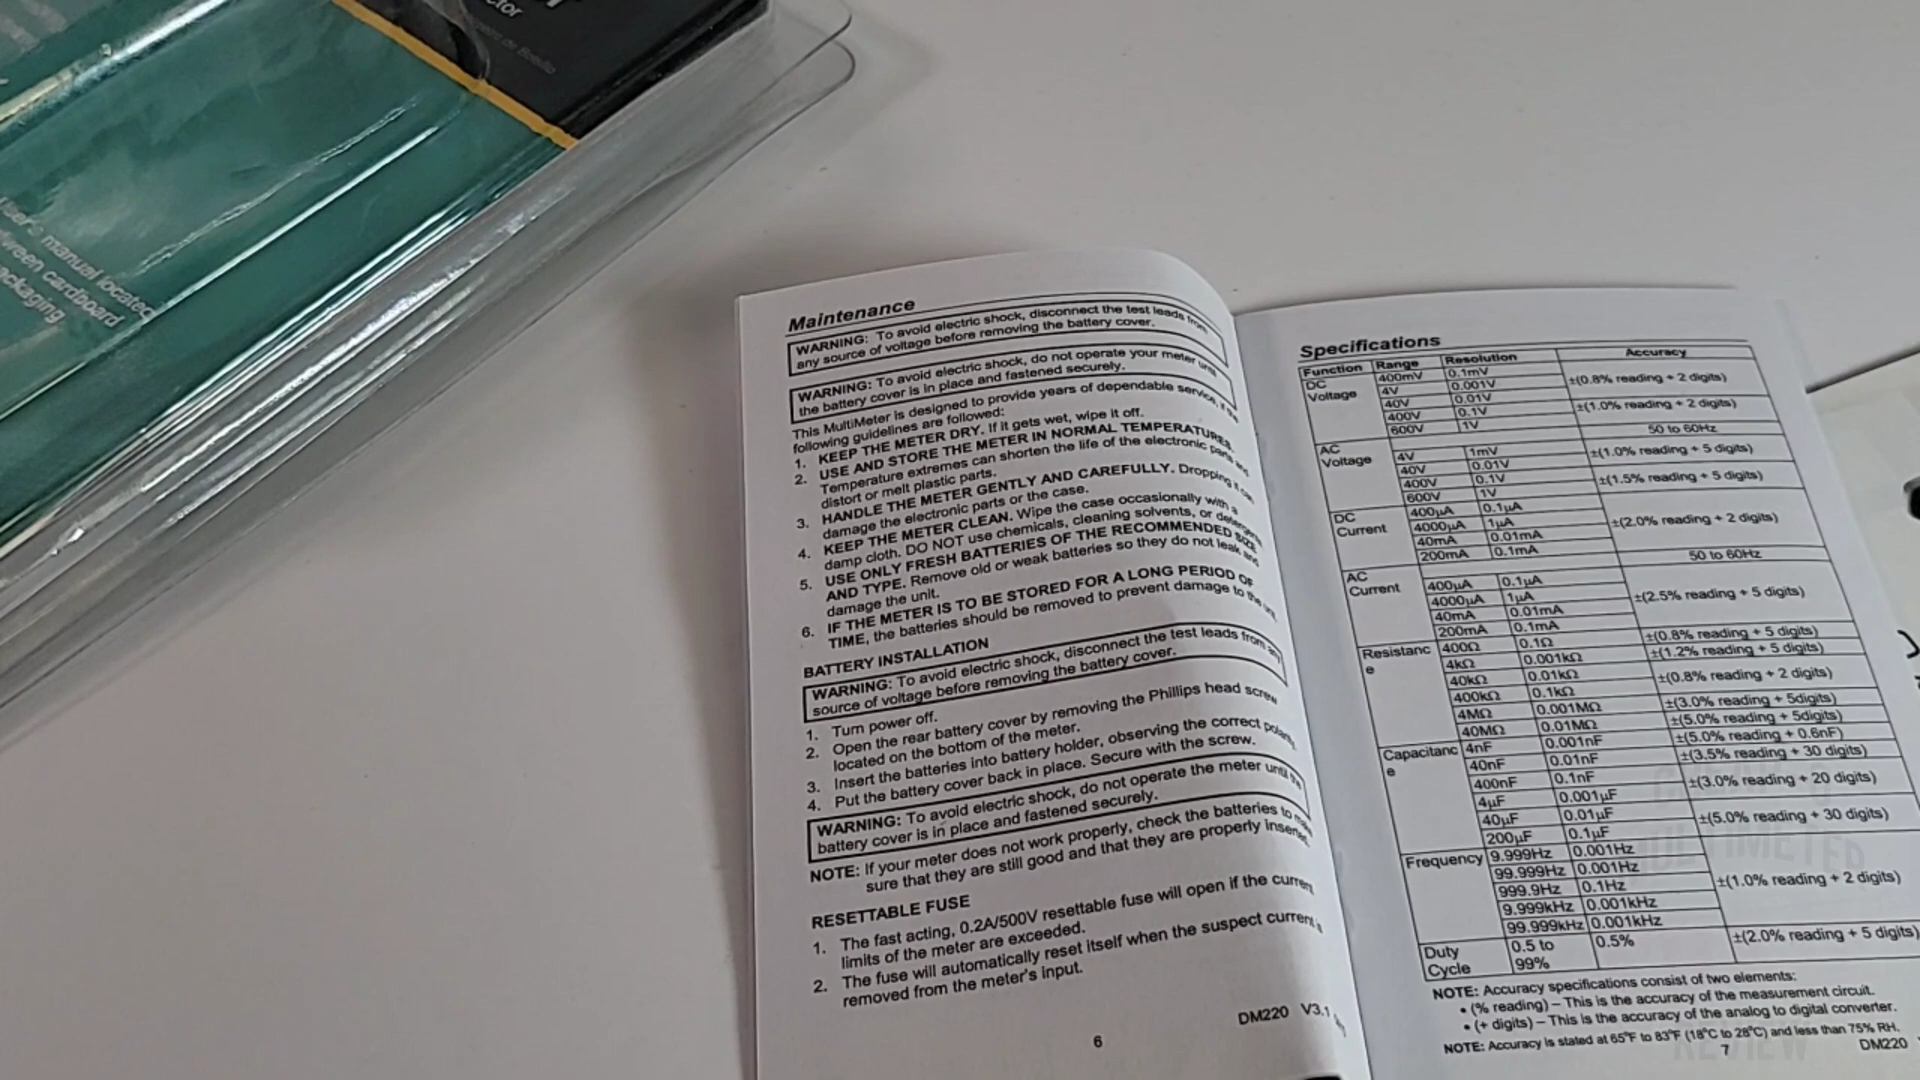 ctor
User's manual located
between cardboard
packaging
Maintenance
WARNING: To avoid electric shock, disconnect the test leads from
any source of voltage before removing the battery cover.
WARNING: To avoid electric shock, do not operate your meter until
the battery cover is in place and fastened securely.
This MultiMeter is designed to provide years of dependable service, if the
following guidelines are followed:
1. KEEP THE METER DRY. If it gets wet, wipe it off.
2. USE AND STORE THE METER IN NORMAL TEMPERATURES.
Temperature extremes can shorten the life of the electronic parts and
distort or melt plastic parts.
3. HANDLE THE METER GENTLY AND CAREFULLY. Dropping it can
damage the electronic parts or the case.
4. KEEP THE METER CLEAN. Wipe the case occasionally with a
damp cloth. DO NOT use chemicals, cleaning solvents, or detergents.
5. USE ONLY FRESH BATTERIES OF THE RECOMMENDED SIZE
AND TYPE. Remove old or weak batteries so they do not leak and
damage the unit.
6. IF THE METER IS TO BE STORED FOR A LONG PERIOD OF
TIME, the batteries should be removed to prevent damage to the unit.
BATTERY INSTALLATION
WARNING: To avoid electric shock, disconnect the test leads from any
source of voltage before removing the battery cover.
1. Turn power off.
2. Open the rear battery cover by removing the Phillips head screw
located on the bottom of the meter.
3. Insert the batteries into battery holder, observing the correct polarity.
4. Put the battery cover back in place. Secure with the screw.
WARNING: To avoid electric shock, do not operate the meter until the
battery cover is in place and fastened securely.
NOTE: If your meter does not work properly, check the batteries to make
sure that they are still good and that they are properly inserted.
RESETTABLE FUSE
1. The fast acting, 0.2A/500V resettable fuse will open if the current
limits of the meter are exceeded.
2. The fuse will automatically reset itself when the suspect current is
removed from the meter's input.
DM220 V3.1
6
Specifications
Function Range Resolution Accuracy
DC Voltage 400mV 0.1mV ±(0.8% reading + 2 digits)
4V 0.001V
40V 0.01V ±(1.0% reading + 2 digits)
400V 0.1V
600V 1V
50 to 60Hz
AC Voltage 4V 1mV ±(1.0% reading + 5 digits)
40V 0.01V
400V 0.1V ±(1.5% reading + 5 digits)
600V 1V
DC Current 400µA 0.1µA ±(2.0% reading + 2 digits)
4000µA 1µA
40mA 0.01mA
200mA 0.1mA
50 to 60Hz
AC Current 400µA 0.1µA ±(2.5% reading + 5 digits)
4000µA 1µA
40mA 0.01mA
200mA 0.1mA
Resistance 400Ω 0.1Ω ±(0.8% reading + 5 digits)
4kΩ 0.001kΩ ±(1.2% reading + 5 digits)
40kΩ 0.01kΩ ±(0.8% reading + 2 digits)
400kΩ 0.1kΩ
4MΩ 0.001MΩ ±(3.0% reading + 5digits)
40MΩ 0.01MΩ ±(5.0% reading + 5digits)
Capacitance 4nF 0.001nF ±(5.0% reading + 0.6nF)
40nF 0.01nF ±(3.5% reading + 30 digits)
400nF 0.1nF ±(3.0% reading + 20 digits)
4µF 0.001µF
40µF 0.01µF ±(5.0% reading + 30 digits)
200µF 0.1µF
Frequency 9.999Hz 0.001Hz
99.999Hz 0.001Hz
999.9Hz 0.1Hz ±(1.0% reading + 2 digits)
9.999kHz 0.001kHz
99.999kHz 0.001kHz
Duty Cycle 0.5 to 99% 0.5% ±(2.0% reading + 5 digits)
NOTE: Accuracy specifications consist of two elements:
• (% reading) – This is the accuracy of the measurement circuit.
• (+ digits) – This is the accuracy of the analog to digital converter.
NOTE: Accuracy is stated at 65°F to 83°F (18°C to 28°C) and less than 75% RH.
7
DM220
MULTIMETER
REVIEW